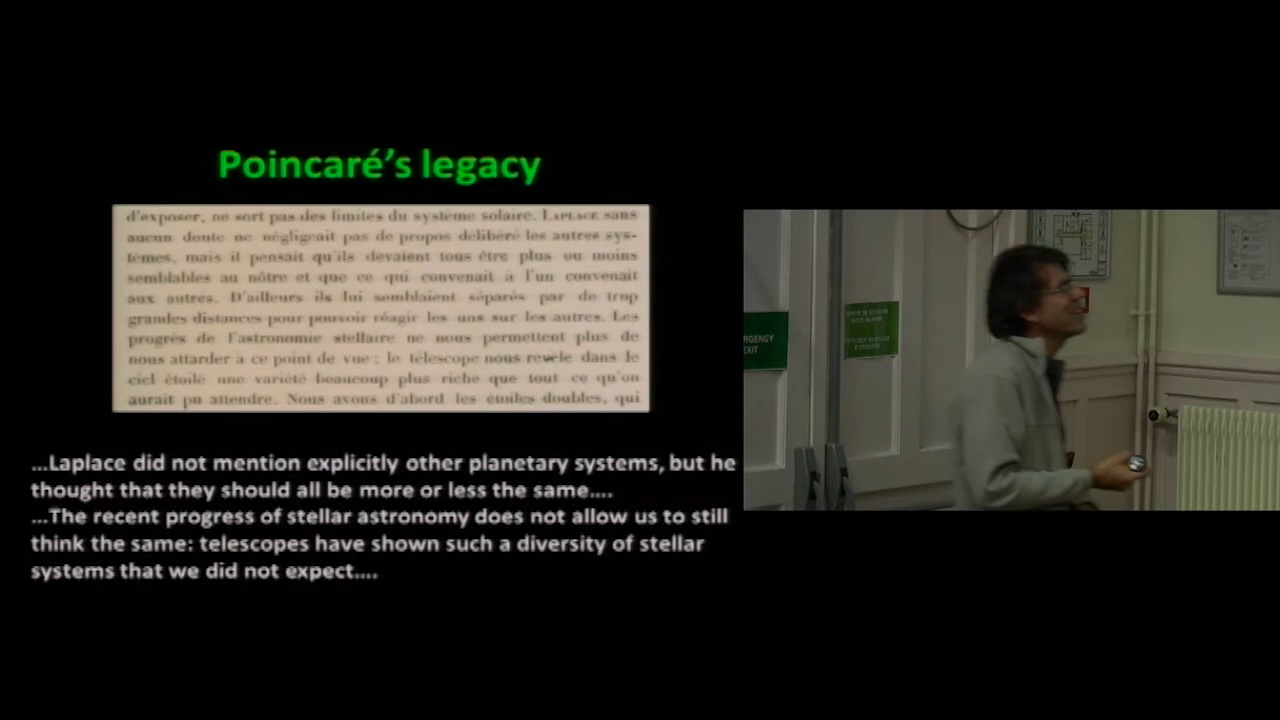 Poincaré's legacy
d'exposer, ne sort pas des limites du système solaire. LAPLACE sans
aucun doute ne négligeait pas de propos délibéré les autres sys-
tèmes, mais il pensait qu'ils devaient tous être plus ou moins
semblables au nôtre et que ce qui convenait à l'un convenait
aux autres. D'ailleurs ils lui semblaient séparés par de trop
grandes distances pour pouvoir réagir les uns sur les autres. Les
progrès de l'astronomie stellaire ne nous permettent plus de
nous attarder à ce point de vue : le télescope nous révèle dans le
ciel étoilé une variété beaucoup plus riche que tout ce qu'on
aurait pu attendre. Nous avons d'abord les étoiles doubles, qui
...Laplace did not mention explicitly other planetary systems, but he
thought that they should all be more or less the same....
...The recent progress of stellar astronomy does not allow us to still
think the same: telescopes have shown such a diversity of stellar
systems that we did not expect....
RGENCY
EXIT